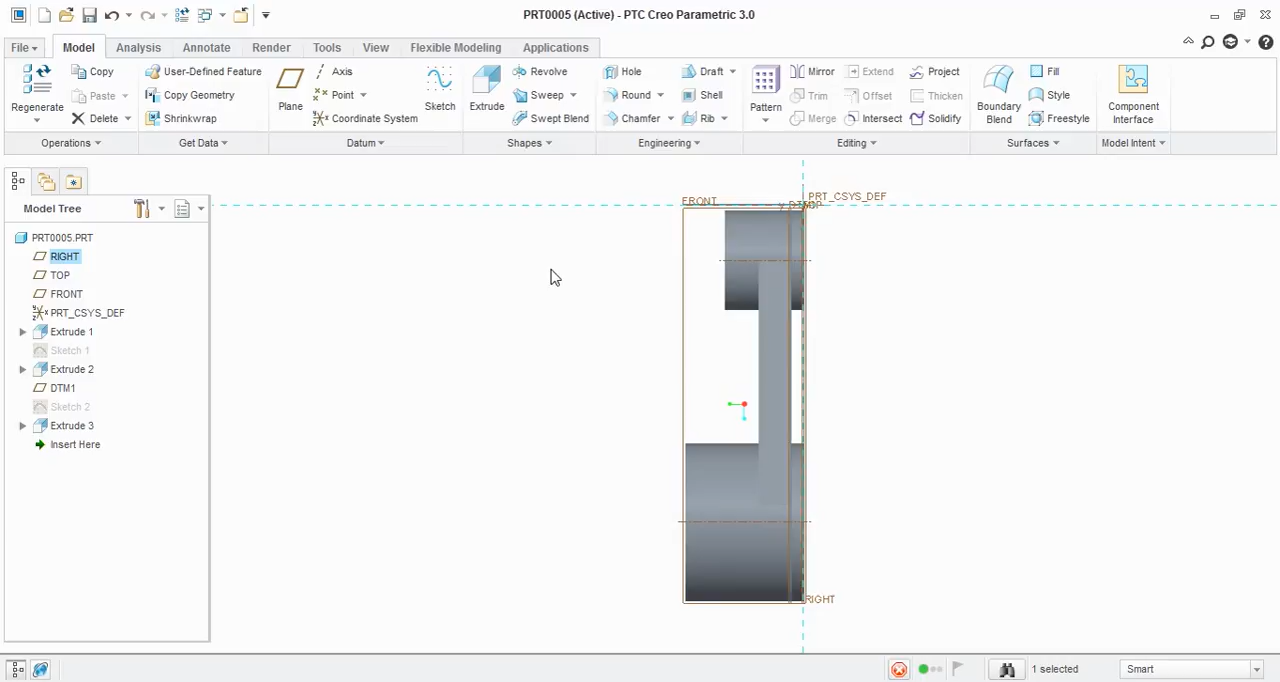 PRT0005 (Active) - PTC Creo Parametric 3.0
File Model Analysis Annotate Render Tools View Flexible Modeling Applications
Regenerate Copy Paste Delete
User-Defined Feature
Copy Geometry
Shrinkwrap
Plane Axis Point Coordinate System Sketch
Extrude Revolve Sweep Swept Blend
Hole Round Chamfer Draft Shell Rib
Pattern Mirror Trim Merge Extend Offset Intersect Project Thicken Solidify
Boundary Blend Fill Style Freestyle
Component Interface
Operations Get Data Datum Shapes Engineering Editing Surfaces Model Intent
Model Tree
PRT0005.PRT
RIGHT
TOP
FRONT
PRT_CSYS_DEF
Extrude 1
Sketch 1
Extrude 2
DTM1
Sketch 2
Extrude 3
Insert Here
FRONT
PRT_CSYS_DEF
RIGHT
1 selected
Smart